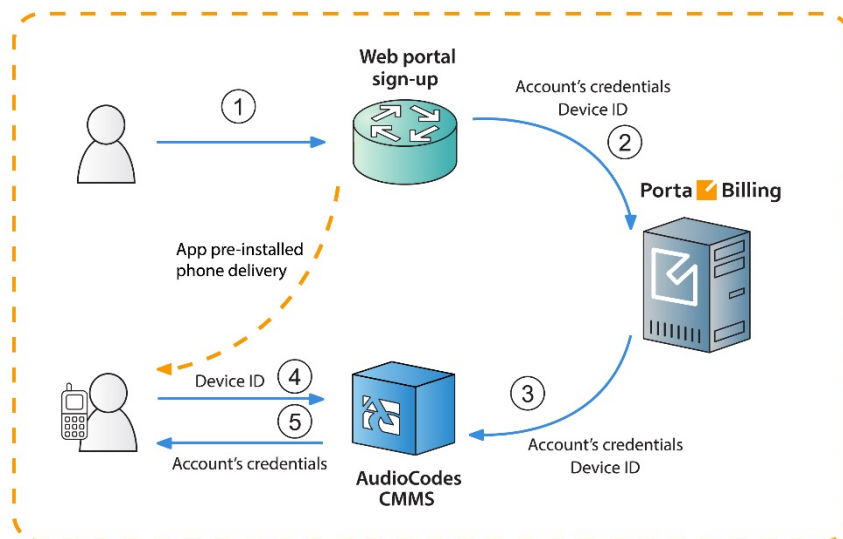 Web portal
sign-up
1
Account's credentials
Device ID
2
Porta Billing
App pre-installed
phone delivery
Device ID
4
3
5
Account's credentials
Account's credentials
Device ID
AudioCodes
CMMS